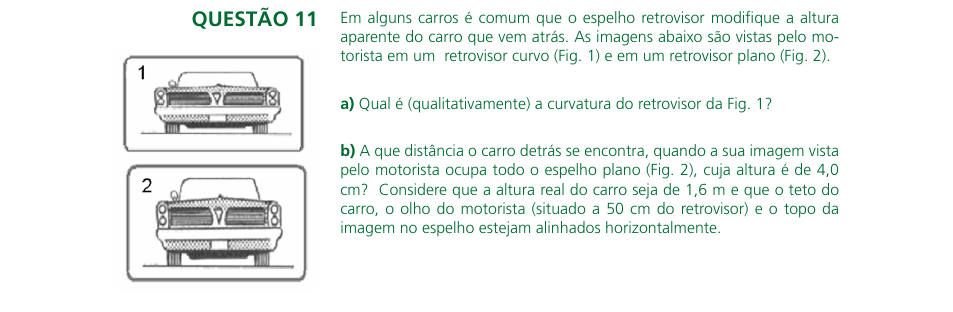 QUESTÃO 11
Em alguns carros é comum que o espelho retrovisor modifique a altura
aparente do carro que vem atrás. As imagens abaixo são vistas pelo mo-
torista em um retrovisor curvo (Fig. 1) e em um retrovisor plano (Fig. 2).
1
a) Qual é (qualitativamente) a curvatura do retrovisor da Fig. 1?
b) A que distância o carro detrás se encontra, quando a sua imagem vista
pelo motorista ocupa todo o espelho plano (Fig. 2), cuja altura é de 4,0
cm? Considere que a altura real do carro seja de 1,6 m e que o teto do
carro, o olho do motorista (situado a 50 cm do retrovisor) e o topo da
imagem no espelho estejam alinhados horizontalmente.
2